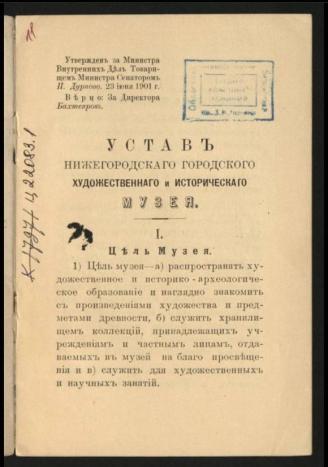 Утвержденъ за Министра
Внутреннихъ Дѣлъ Товари-
щемъ Министра Сенаторомъ
П. Дурново. 23 іюня 1901 г.
Вѣрно: За Директора
Бахтеяровъ.
УСТАВЪ
НИЖЕГОРОДСКАГО ГОРОДСКОГО
ХУДОЖЕСТВЕННАГО и ИСТОРИЧЕСКАГО
МУЗЕЯ.
I.
Цѣль Музея.
1) Цѣль музея—а) распространять ху-
дожественное и историко-археологиче-
ское образованіе и наглядно знакомить
съ произведеніями художества и пред-
метами древности, б) служить хранили-
щемъ коллекцій, принадлежащихъ уч-
режденіямъ и частнымъ лицамъ, отда-
ваемыхъ въ музей на благо просвѣще-
нія и в) служить для художественныхъ
и научныхъ занятій.